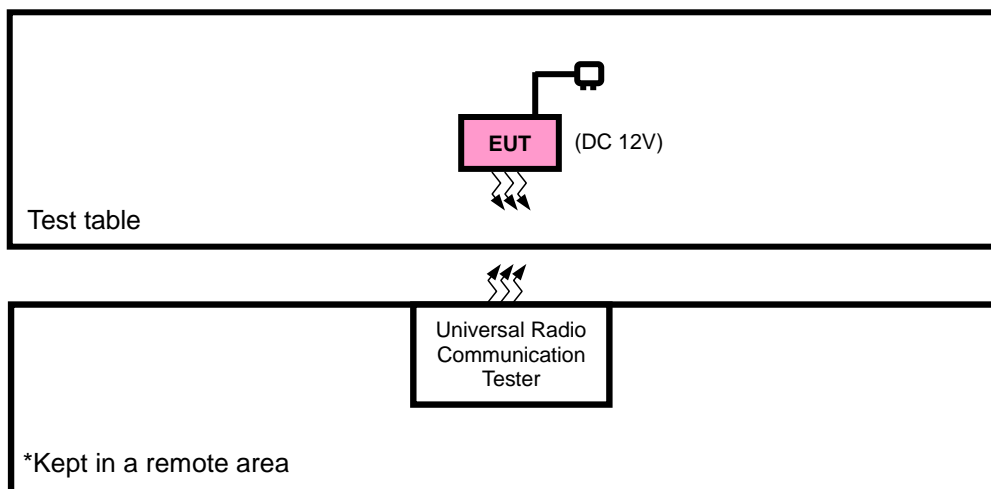 EUT
(DC 12V)
Test table
Universal Radio
Communication
Tester
*Kept in a remote area